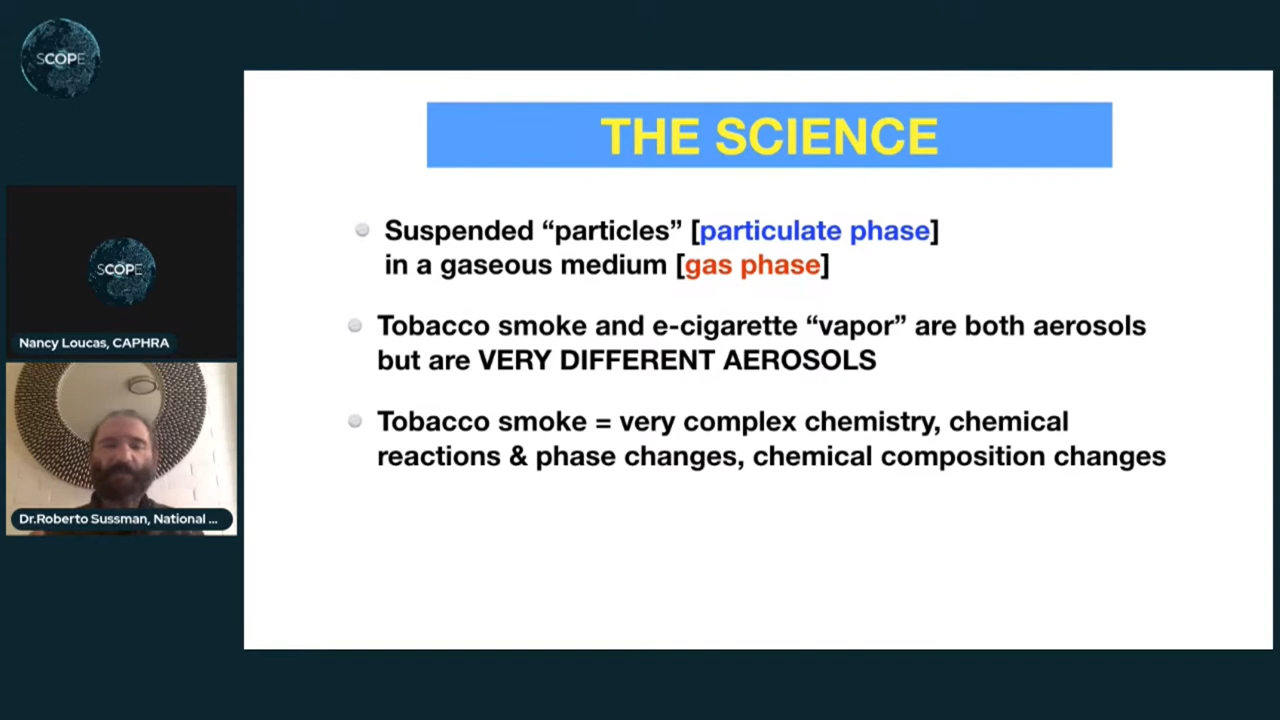 SCOPE
THE SCIENCE
Suspended “particles” [particulate phase]
in a gaseous medium [gas phase]
Tobacco smoke and e-cigarette “vapor” are both aerosols
but are VERY DIFFERENT AEROSOLS
Tobacco smoke = very complex chemistry, chemical
reactions & phase changes, chemical composition changes
SCOPE
Nancy Loucas, CAPHRA
Dr.Roberto Sussman, National ...